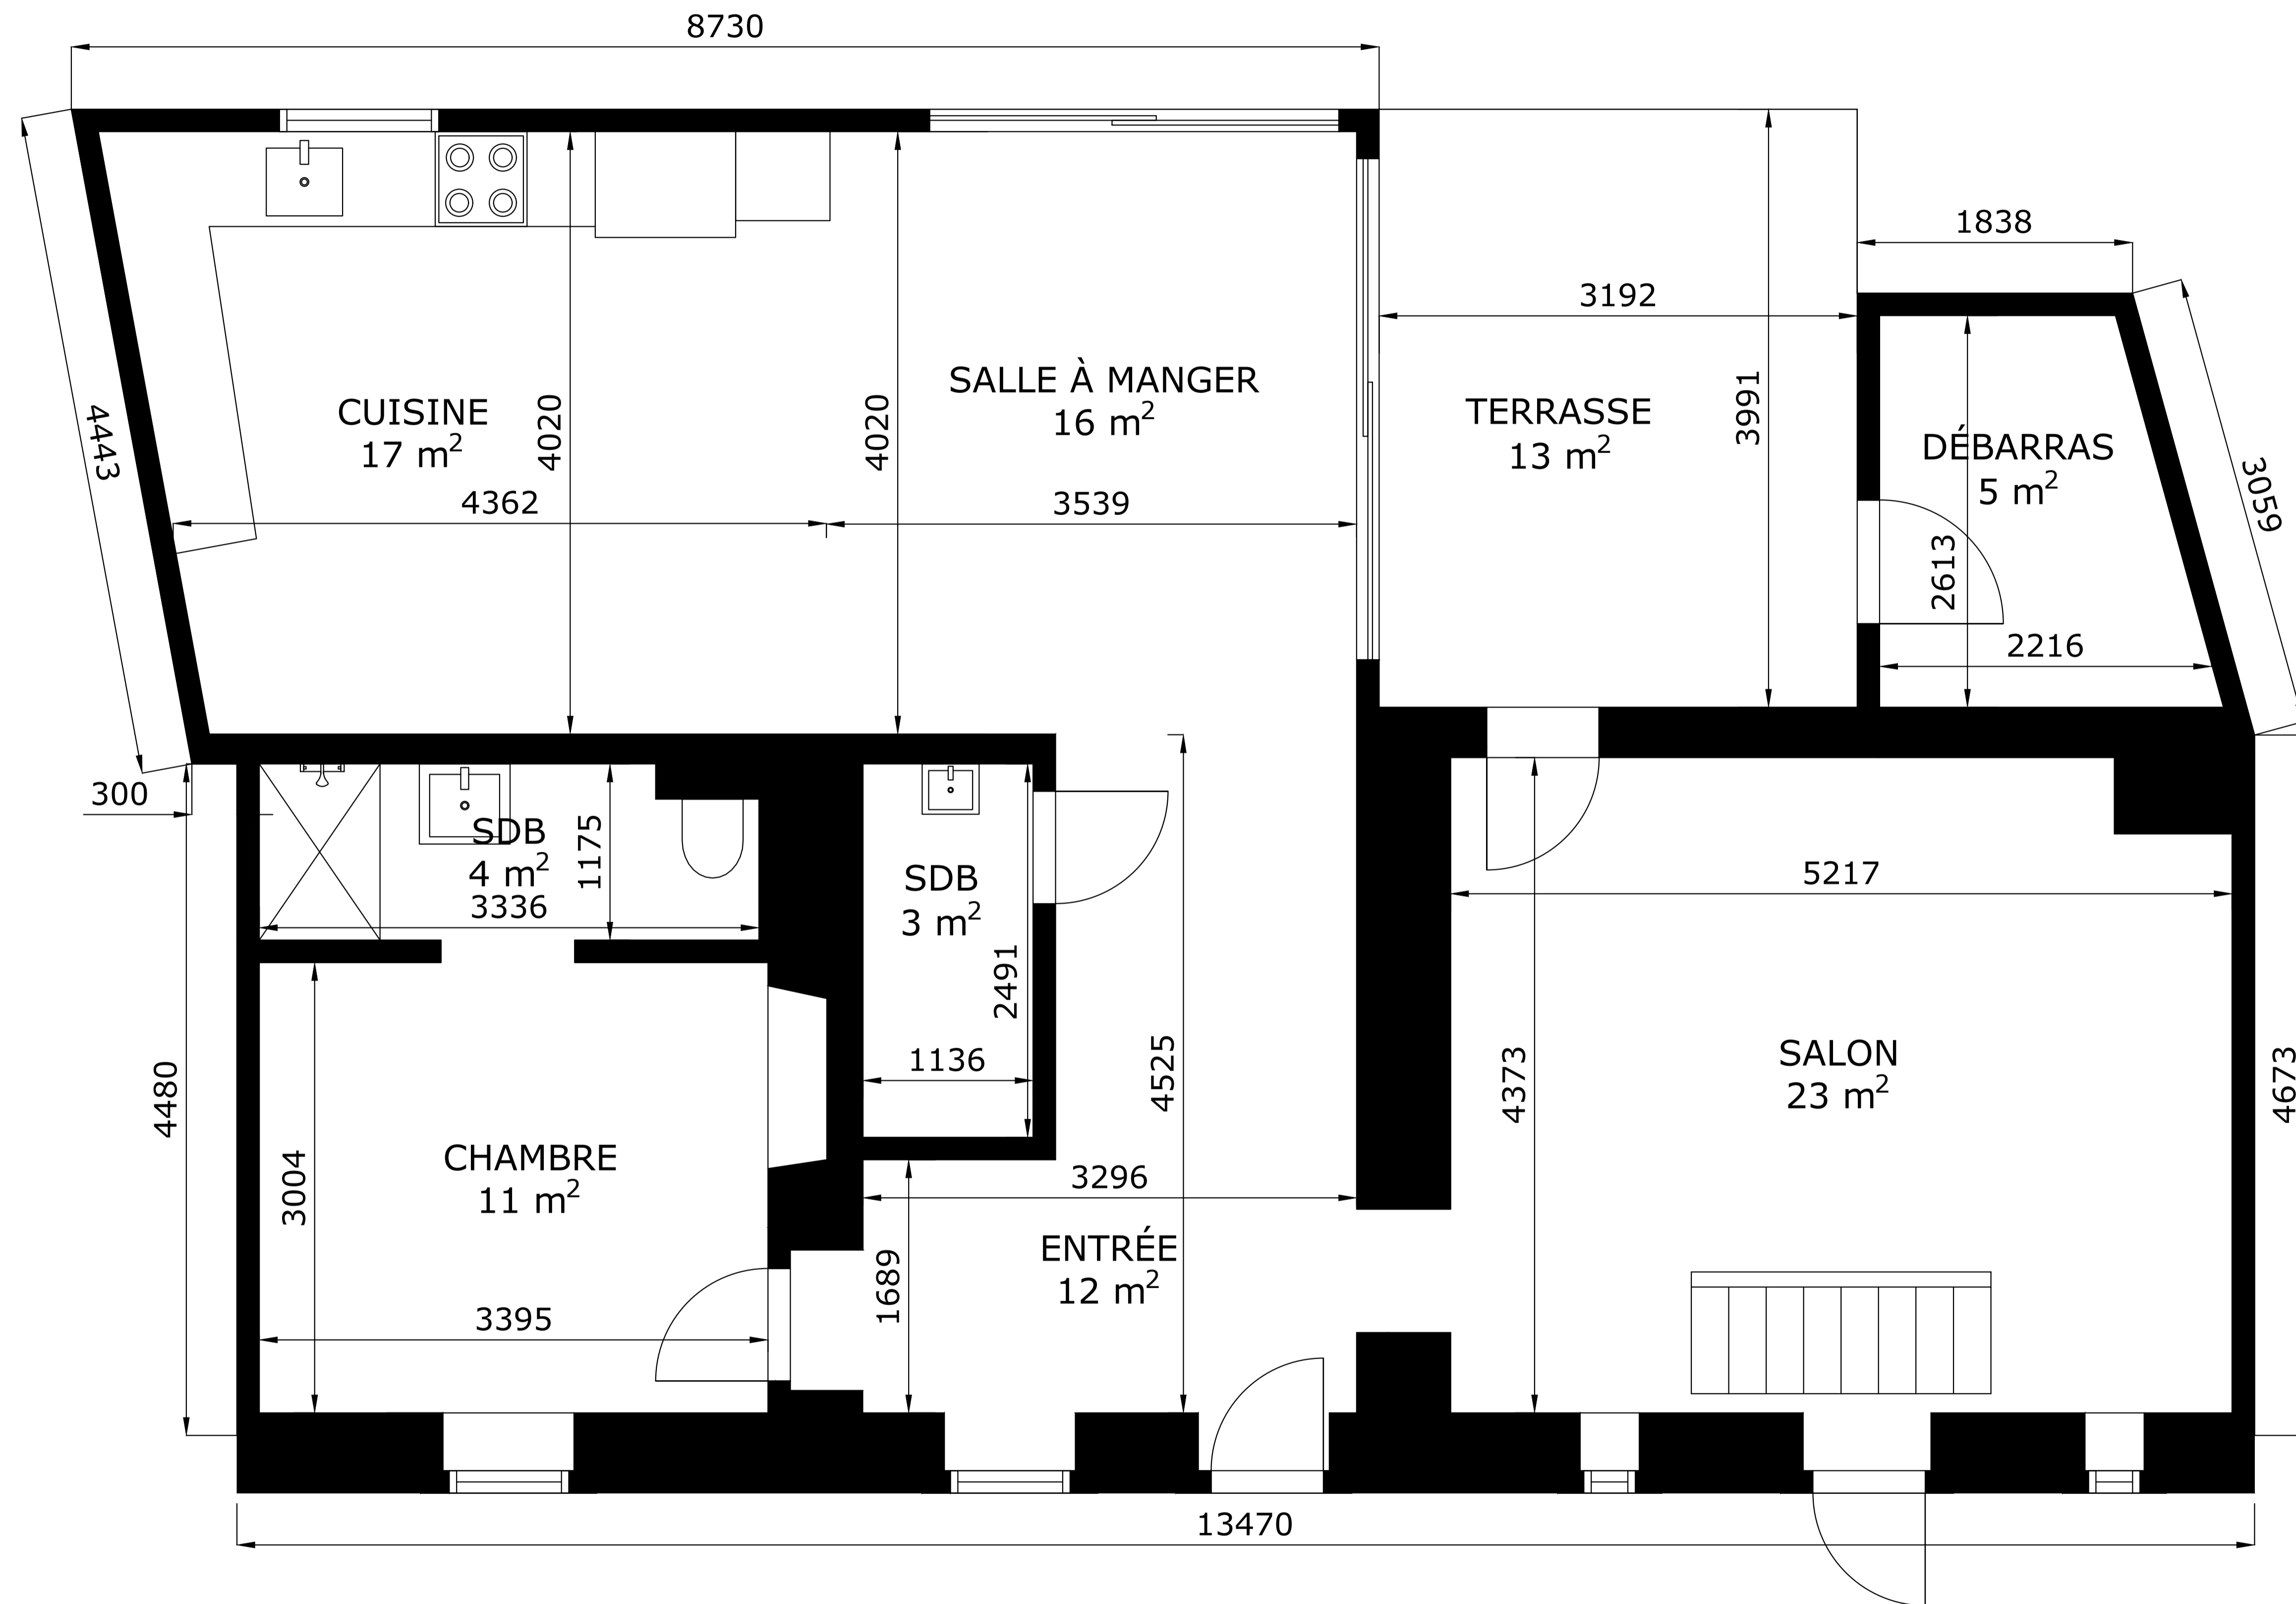 8730
1838
3192
CUISINE
17 m²
4020
4020
SALLE À MANGER
16 m²
TERRASSE
13 m²
3991
DÉBARRAS
5 m²
4443
3059
4362
3539
2613
2216
300
SDB
4 m²
1175
3336
SDB
3 m²
2491
1136
5217
4480
4525
4373
SALON
23 m²
4673
CHAMBRE
11 m²
3004
3296
ENTRÉE
12 m²
1689
3395
13470